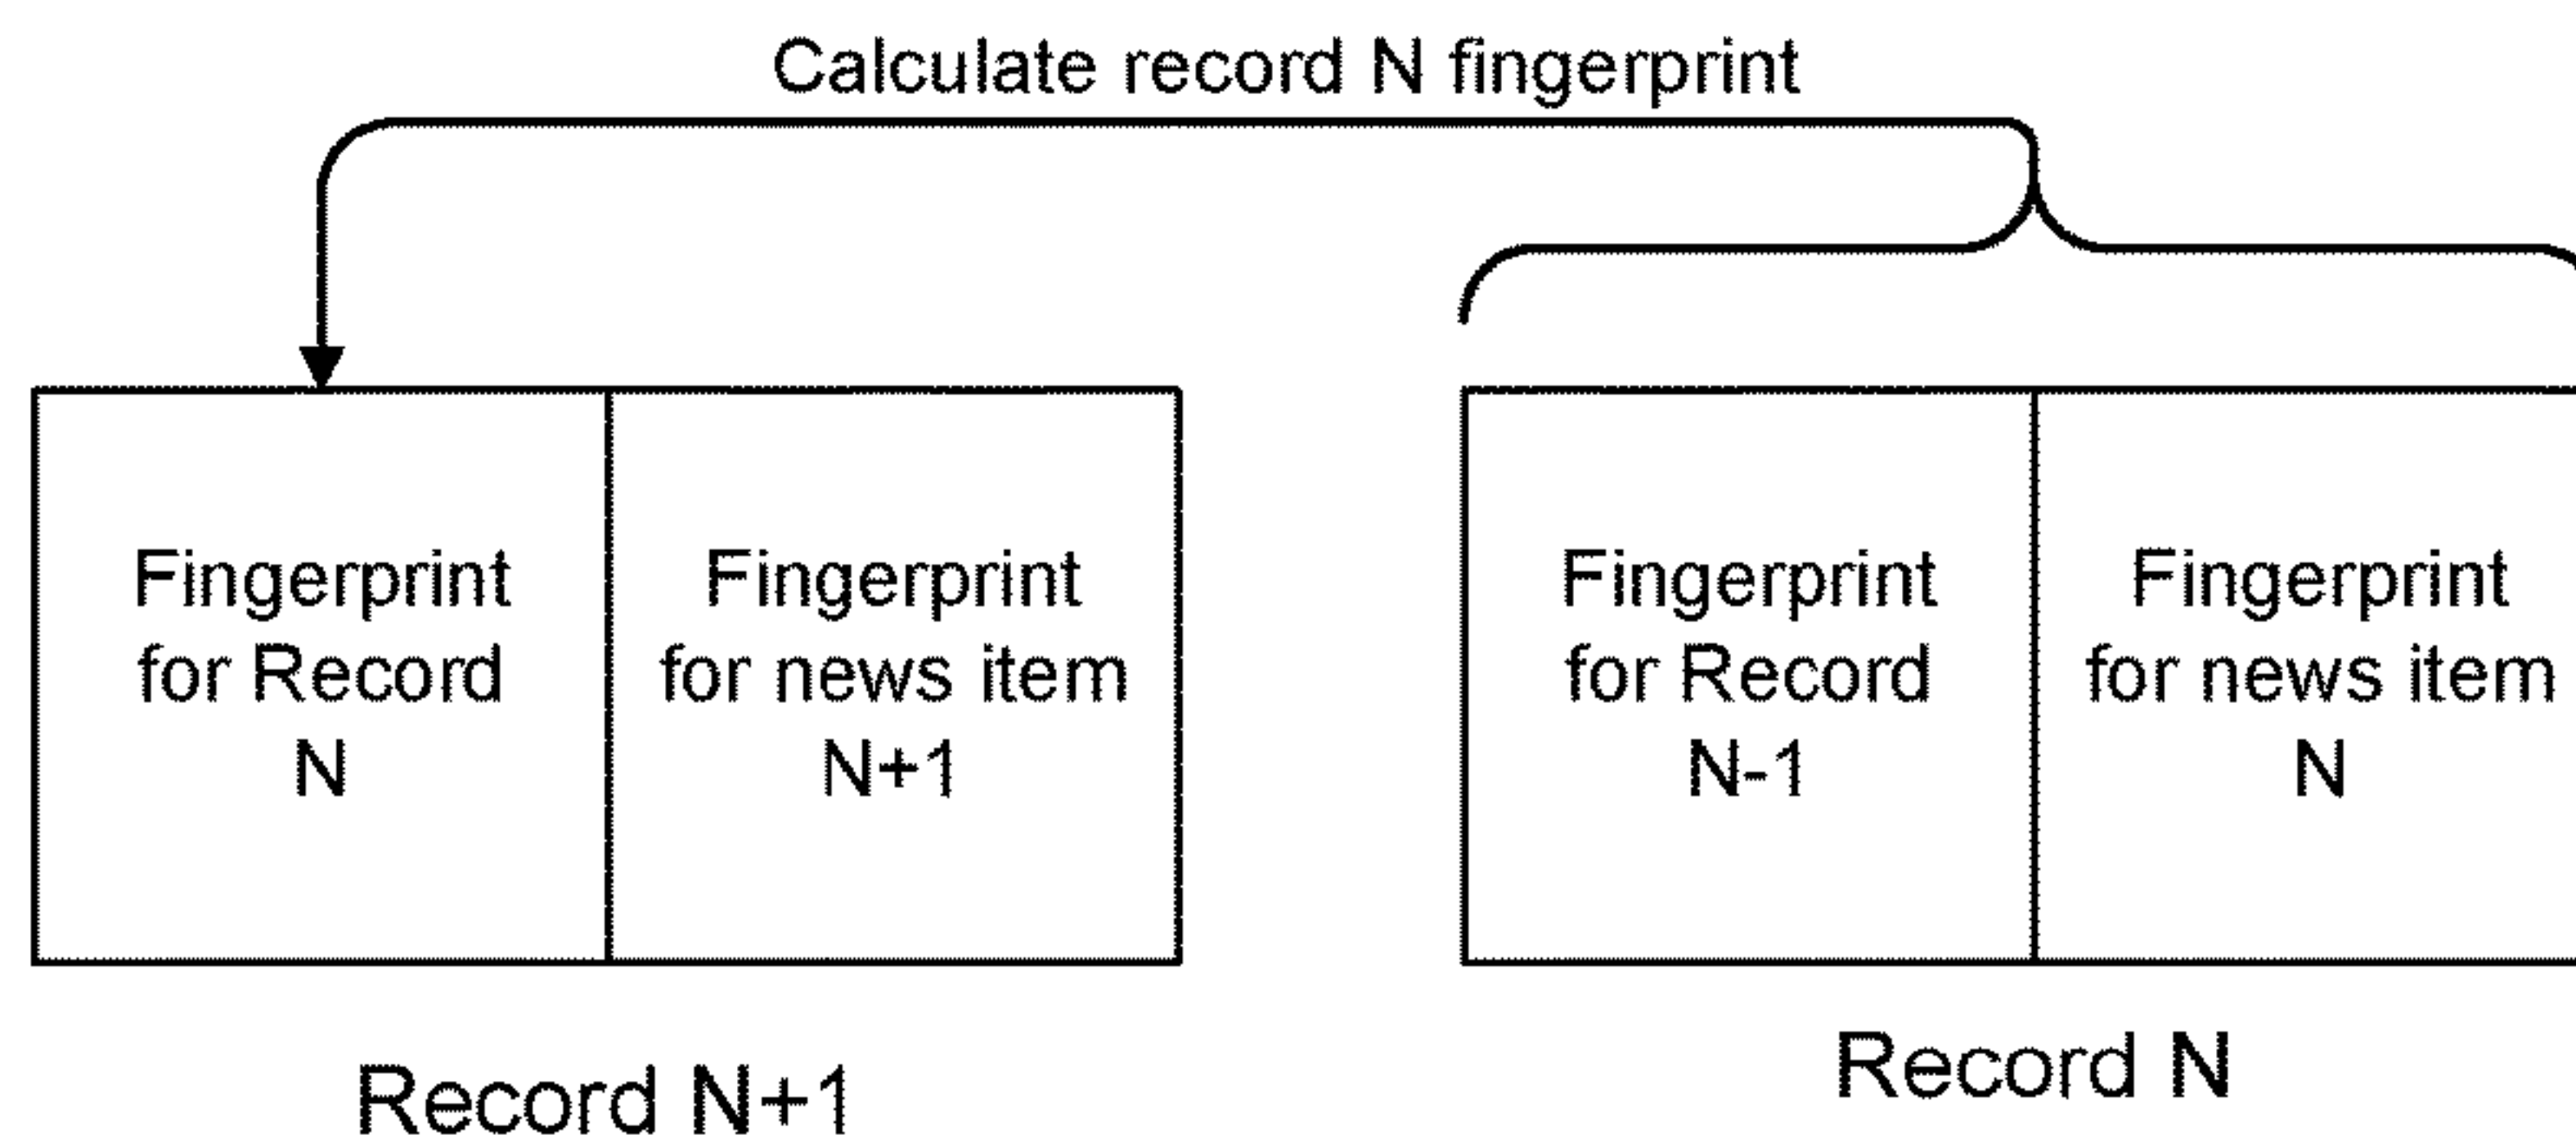 Calculate record N fingerprint
Fingerprint
for Record
N
Fingerprint
for news item
N+1
Fingerprint
for Record
N-1
Fingerprint
for news item
N
Record N+1
Record N